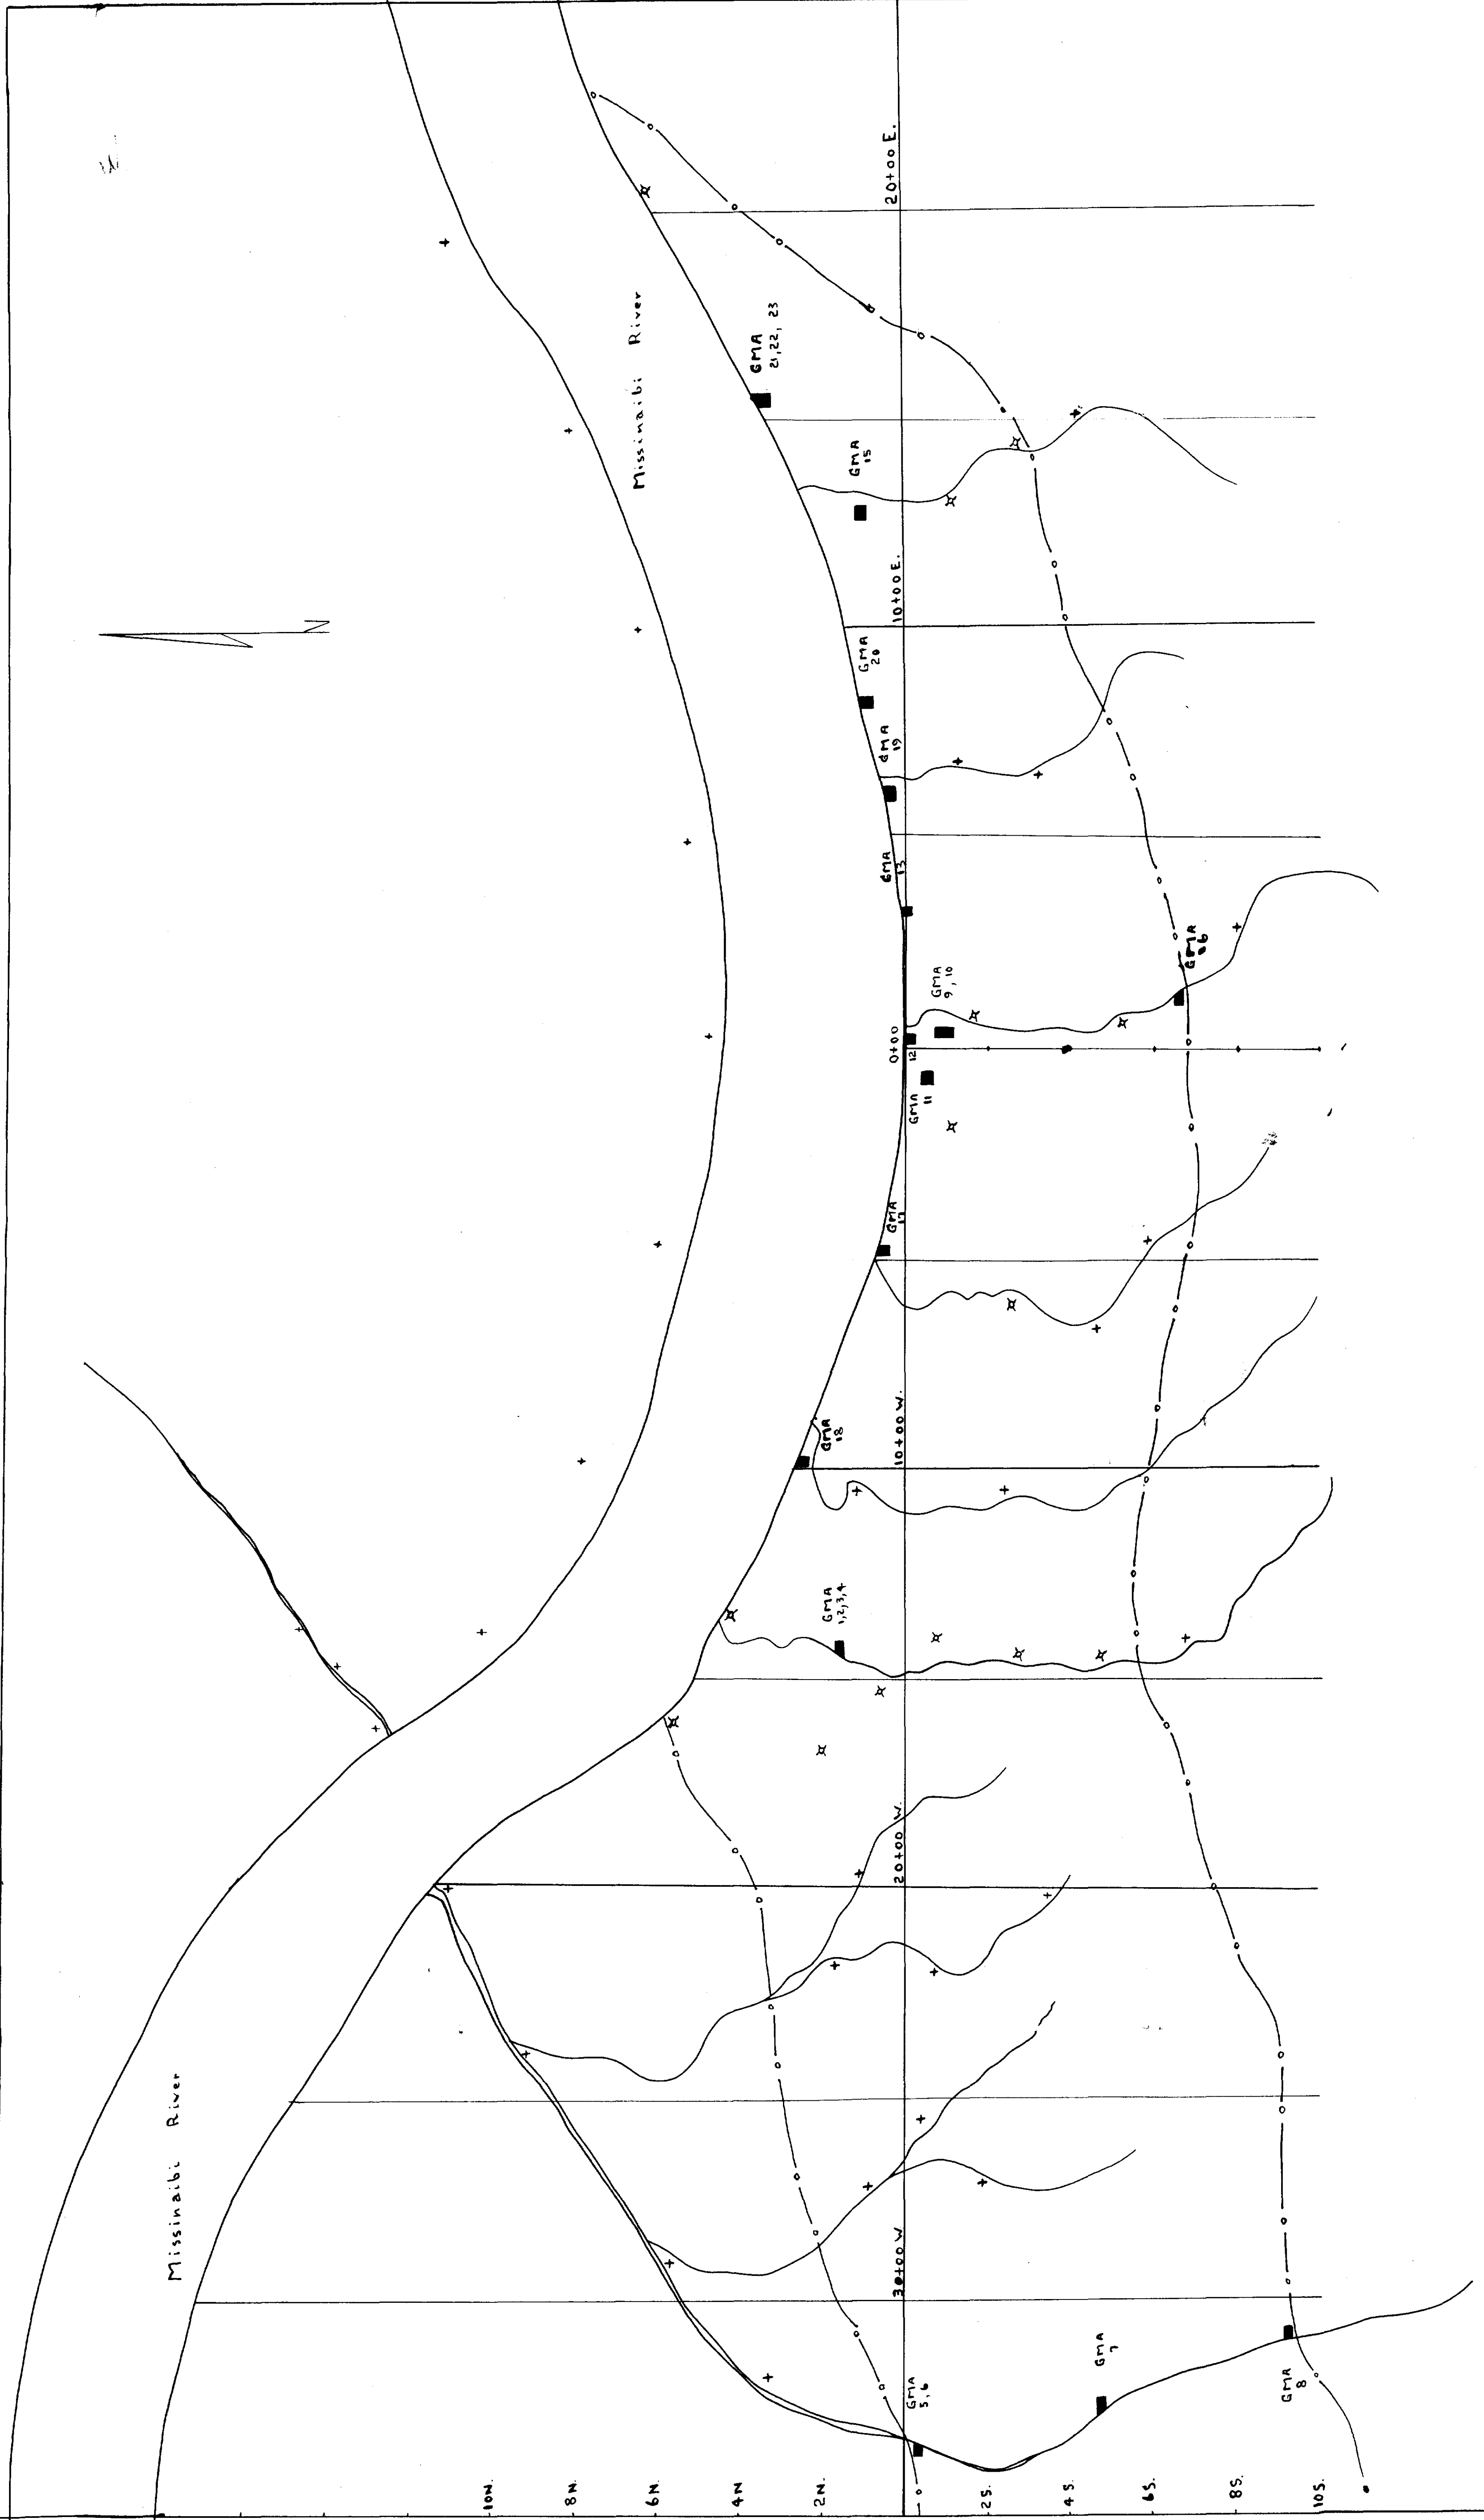 Missinaibi River
Missinaibi River
20+00 E.
GMA
21, 22, 23
GMA
15
10+00 E.
GMA
20
GMA
19
GMA
13
GMA
9, 10
0+00
12
GMA
11
GMA
17
GMA
18
10+00 W.
GMA
1,2,3,4
20+00 W.
30+00 W
GMA
5,6
GMA
7
GMA
8
10N.
8N.
6N.
4N
2N.
0
2S.
4S.
6S.
8S.
10S.
N
GMA